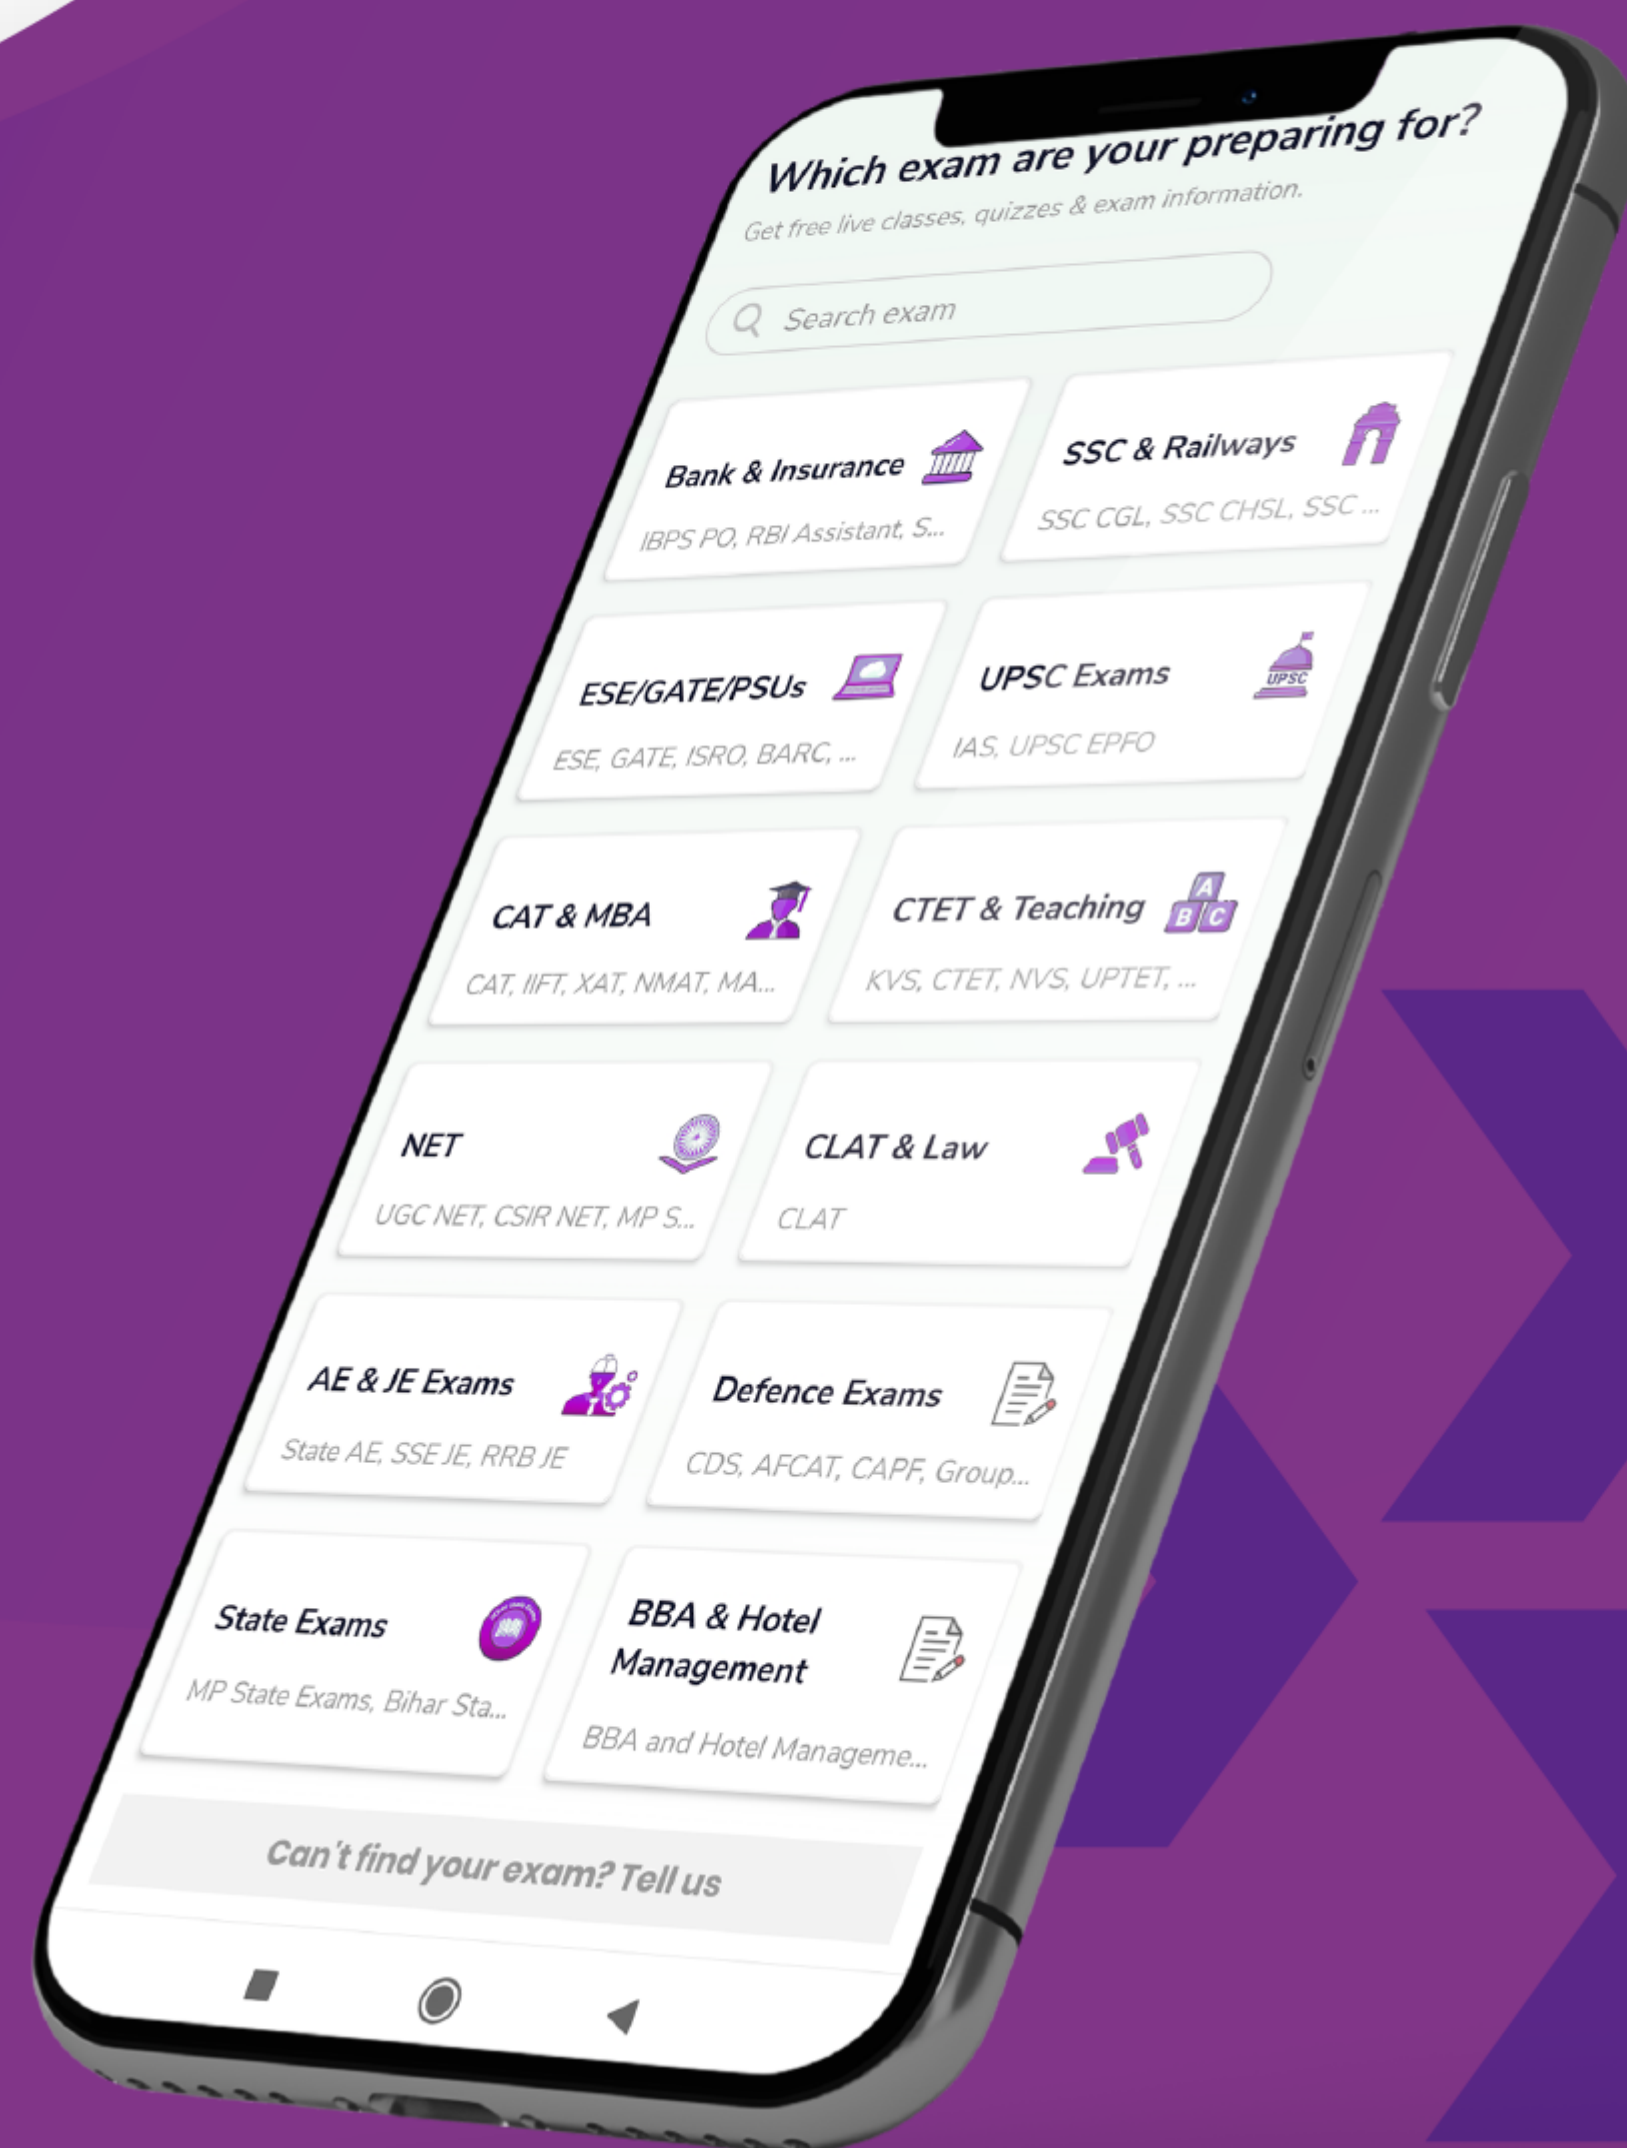 Which exam are your preparing for?
Get free live classes, quizzes & exam information.
Search exam
Bank & Insurance
IBPS PO, RBI Assistant, S...
SSC & Railways
SSC CGL, SSC CHSL, SSC ...
ESE/GATE/PSUs
ESE, GATE, ISRO, BARC, ...
UPSC Exams
UPSC
IAS, UPSC EPFO
CAT & MBA
CAT, IIFT, XAT, NMAT, MA...
CTET & Teaching
A
B C
KVS, CTET, NVS, UPTET, ...
NET
UGC NET, CSIR NET, MP S...
CLAT & Law
CLAT
AE & JE Exams
State AE, SSE JE, RRB JE
Defence Exams
CDS, AFCAT, CAPF, Group...
State Exams
MP State Exams, Bihar Sta...
BBA & Hotel
Management
BBA and Hotel Manageme...
Can't find your exam? Tell us